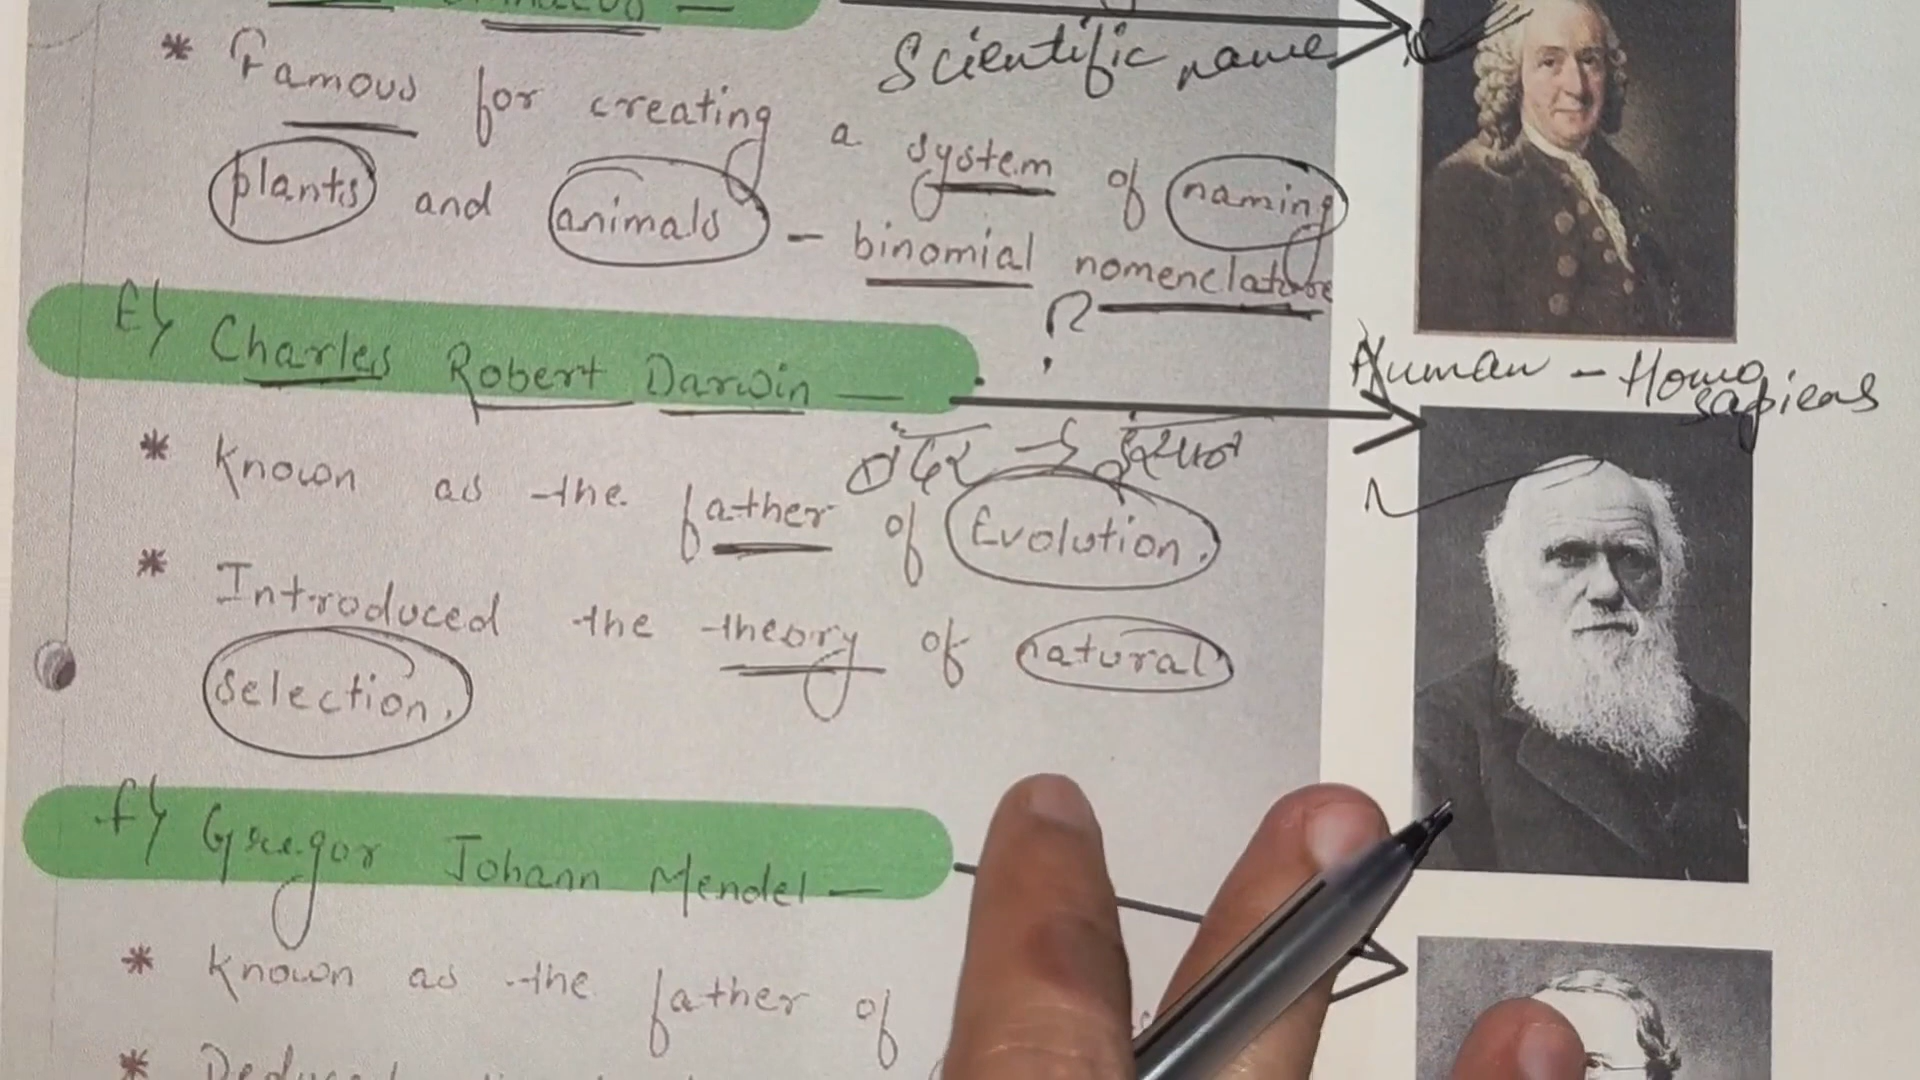 Scientific name
* Famous for creating a system of naming
plants and animals - binomial nomenclature
?
E) Charles Robert Darwin —
Human - Homo
sapiens
बंदर → इंसान
* Known as the father of Evolution.
* Introduced the theory of natural
selection.
f) Gregor Johann Mendel —
* Known as the father of